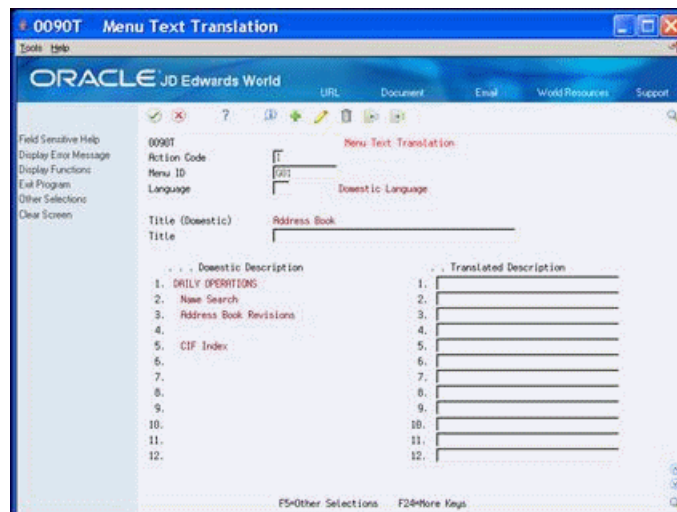 0090T Menu Text Translation
Tools Help
ORACLE JD Edwards World
URL Document Email World Resources Support
?
Field Sensitive Help
Display Error Message
Display Functions
Exit Program
Other Selections
Clear Screen
0090T Menu Text Translation
Action Code I
Menu ID G01
Language Domestic Language
Title (Domestic) Address Book
Title
. . . Domestic Description . . Translated Description
1. DAILY OPERATIONS 1.
2. Name Search 2.
3. Address Book Revisions 3.
4. 4.
5. CIF Index 5.
6. 6.
7. 7.
8. 8.
9. 9.
10. 10.
11. 11.
12. 12.
F5=Other Selections F24=More Keys